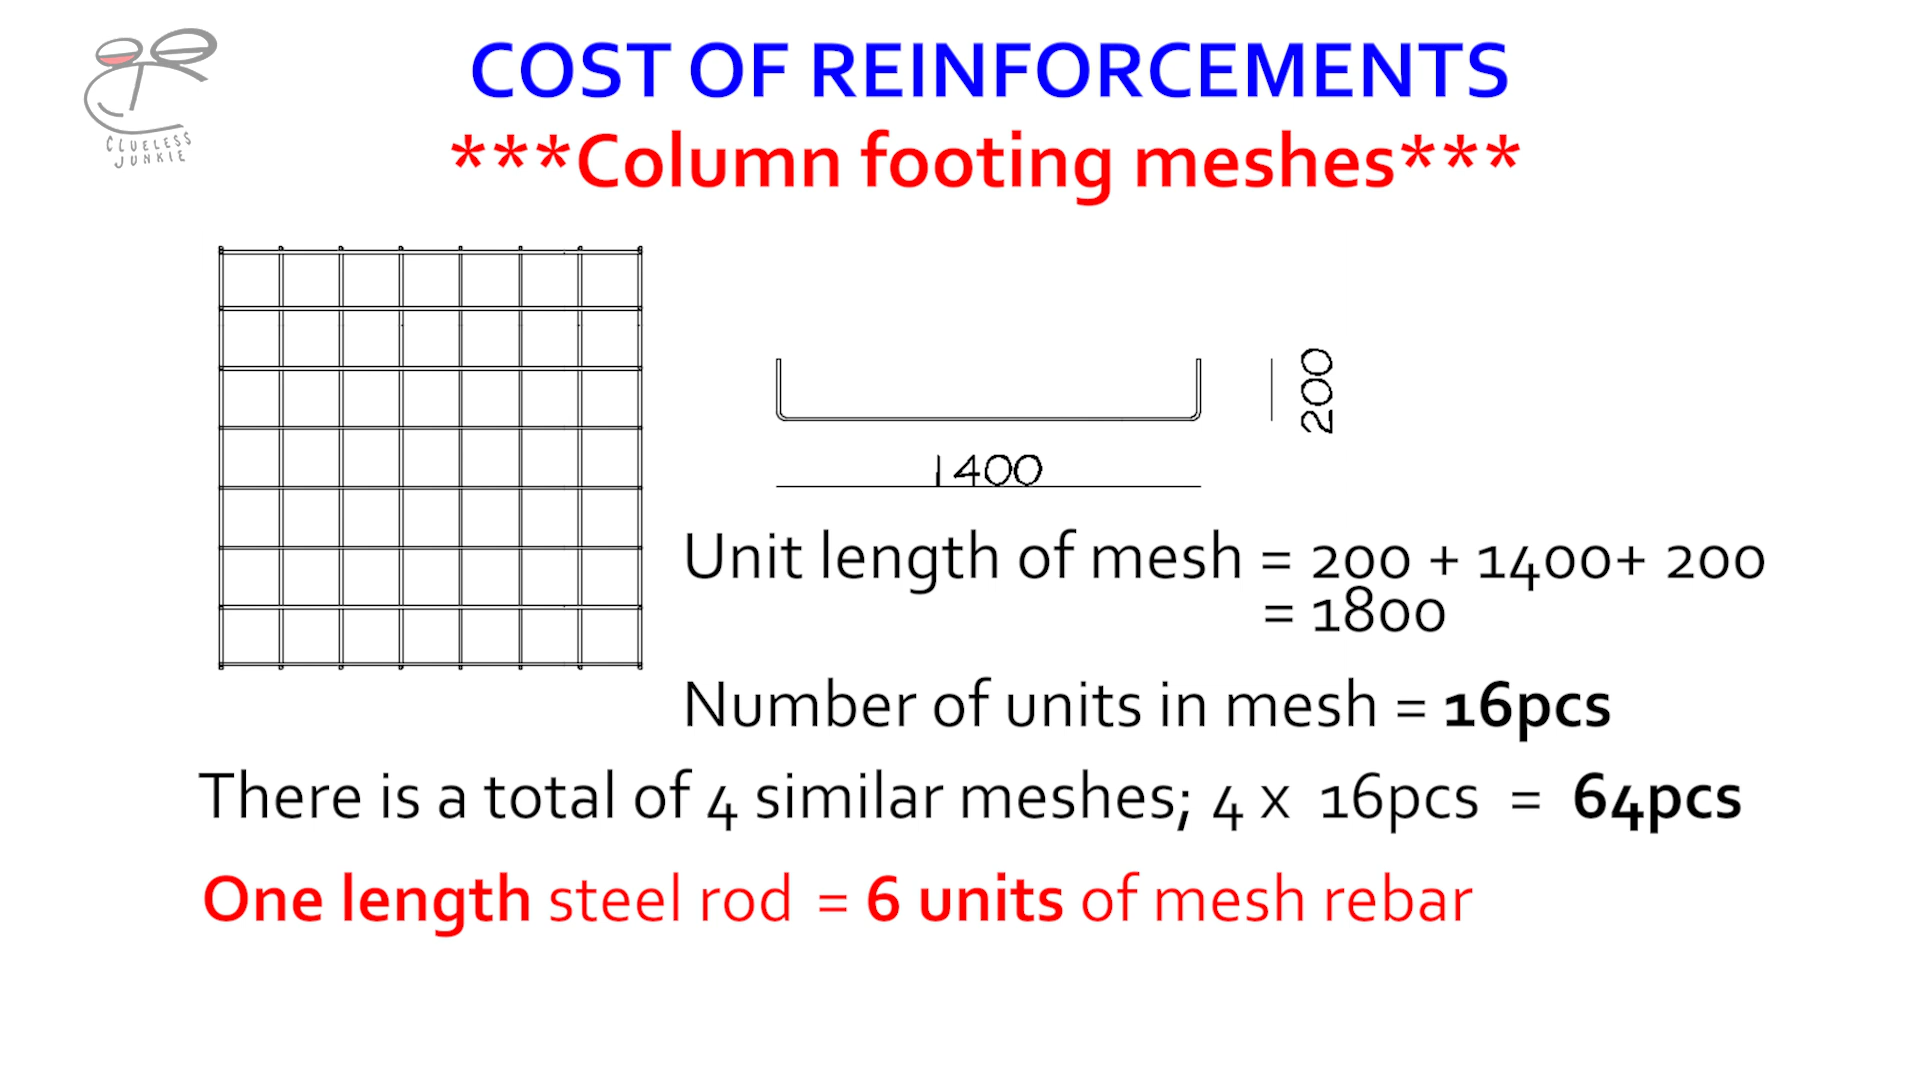 CLUELESS
JUNKIE
COST OF REINFORCEMENTS
***Column footing meshes***
200
1400
Unit length of mesh = 200 + 1400+ 200
= 1800
Number of units in mesh = 16pcs
There is a total of 4 similar meshes; 4 x 16pcs = 64pcs
One length steel rod = 6 units of mesh rebar